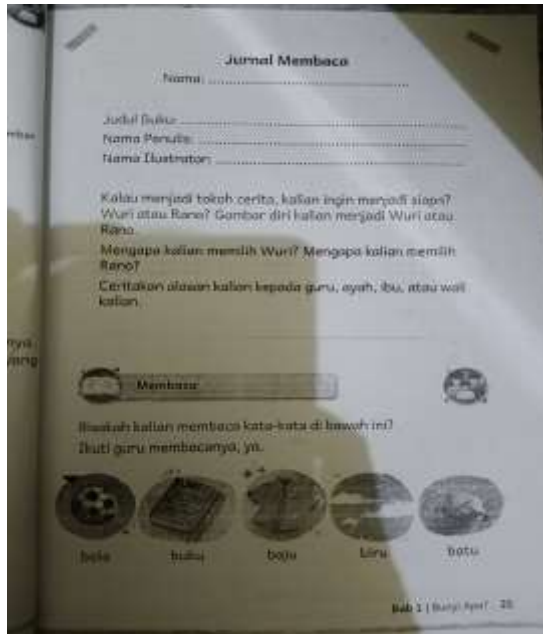 Jurnal Membaca
Nama:
Judul Buku:
Nama Penulis:
Nama Ilustrator:
Kalau menjadi tokoh cerita, kalian ingin menjadi siapa?
Wuri atau Rano? Gambar diri kalian menjadi Wuri atau
Rano.
Mengapa kalian memilih Wuri? Mengapa kalian memilih
Rano?
Ceritakan alasan kalian kepada guru, ayah, ibu, atau wali
kalian.
nya
yang
Membaca
Bisakah kalian membaca kata-kata di bawah ini?
Ikuti guru membacanya, ya.
bola buku baju biru batu
Bab 1 | Bunyi Apa?